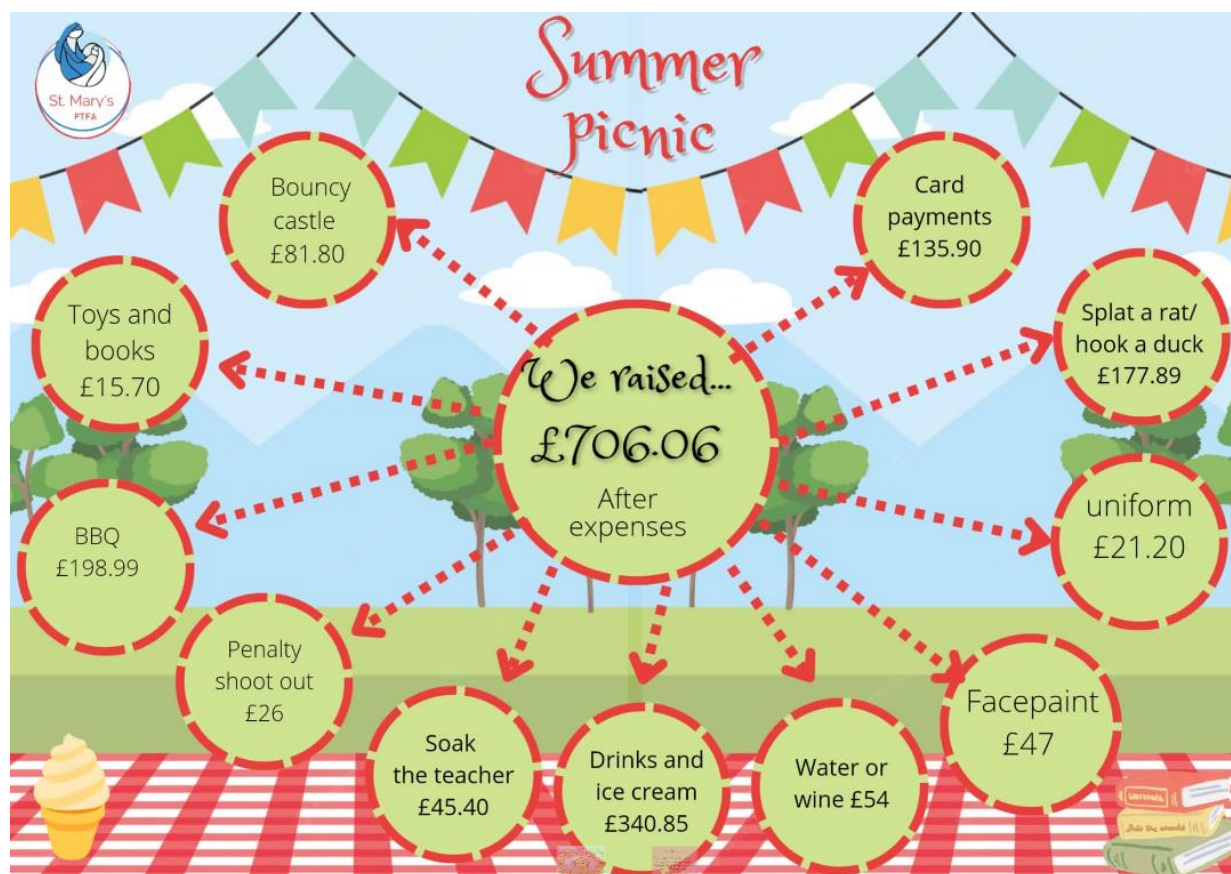 St. Mary's
PTFA
Summer
picnic
Bouncy
castle
£81.80
Card
payments
£135.90
Toys and
books
£15.70
Splat a rat/
hook a duck
£177.89
We raised...
£706.06
After
expenses
BBQ
£198.99
uniform
£21.20
Penalty
shoot out
£26
Soak
the teacher
£45.40
Drinks and
ice cream
£340.85
Water or
wine £54
Facepaint
£47